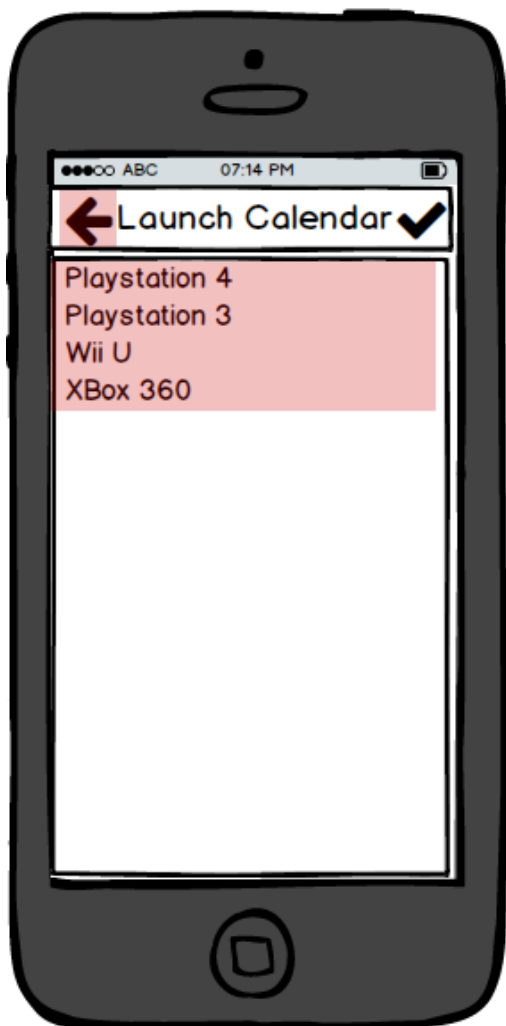 ABC 07:14 PM
Launch Calendar
Playstation 4
Playstation 3
Wii U
XBox 360